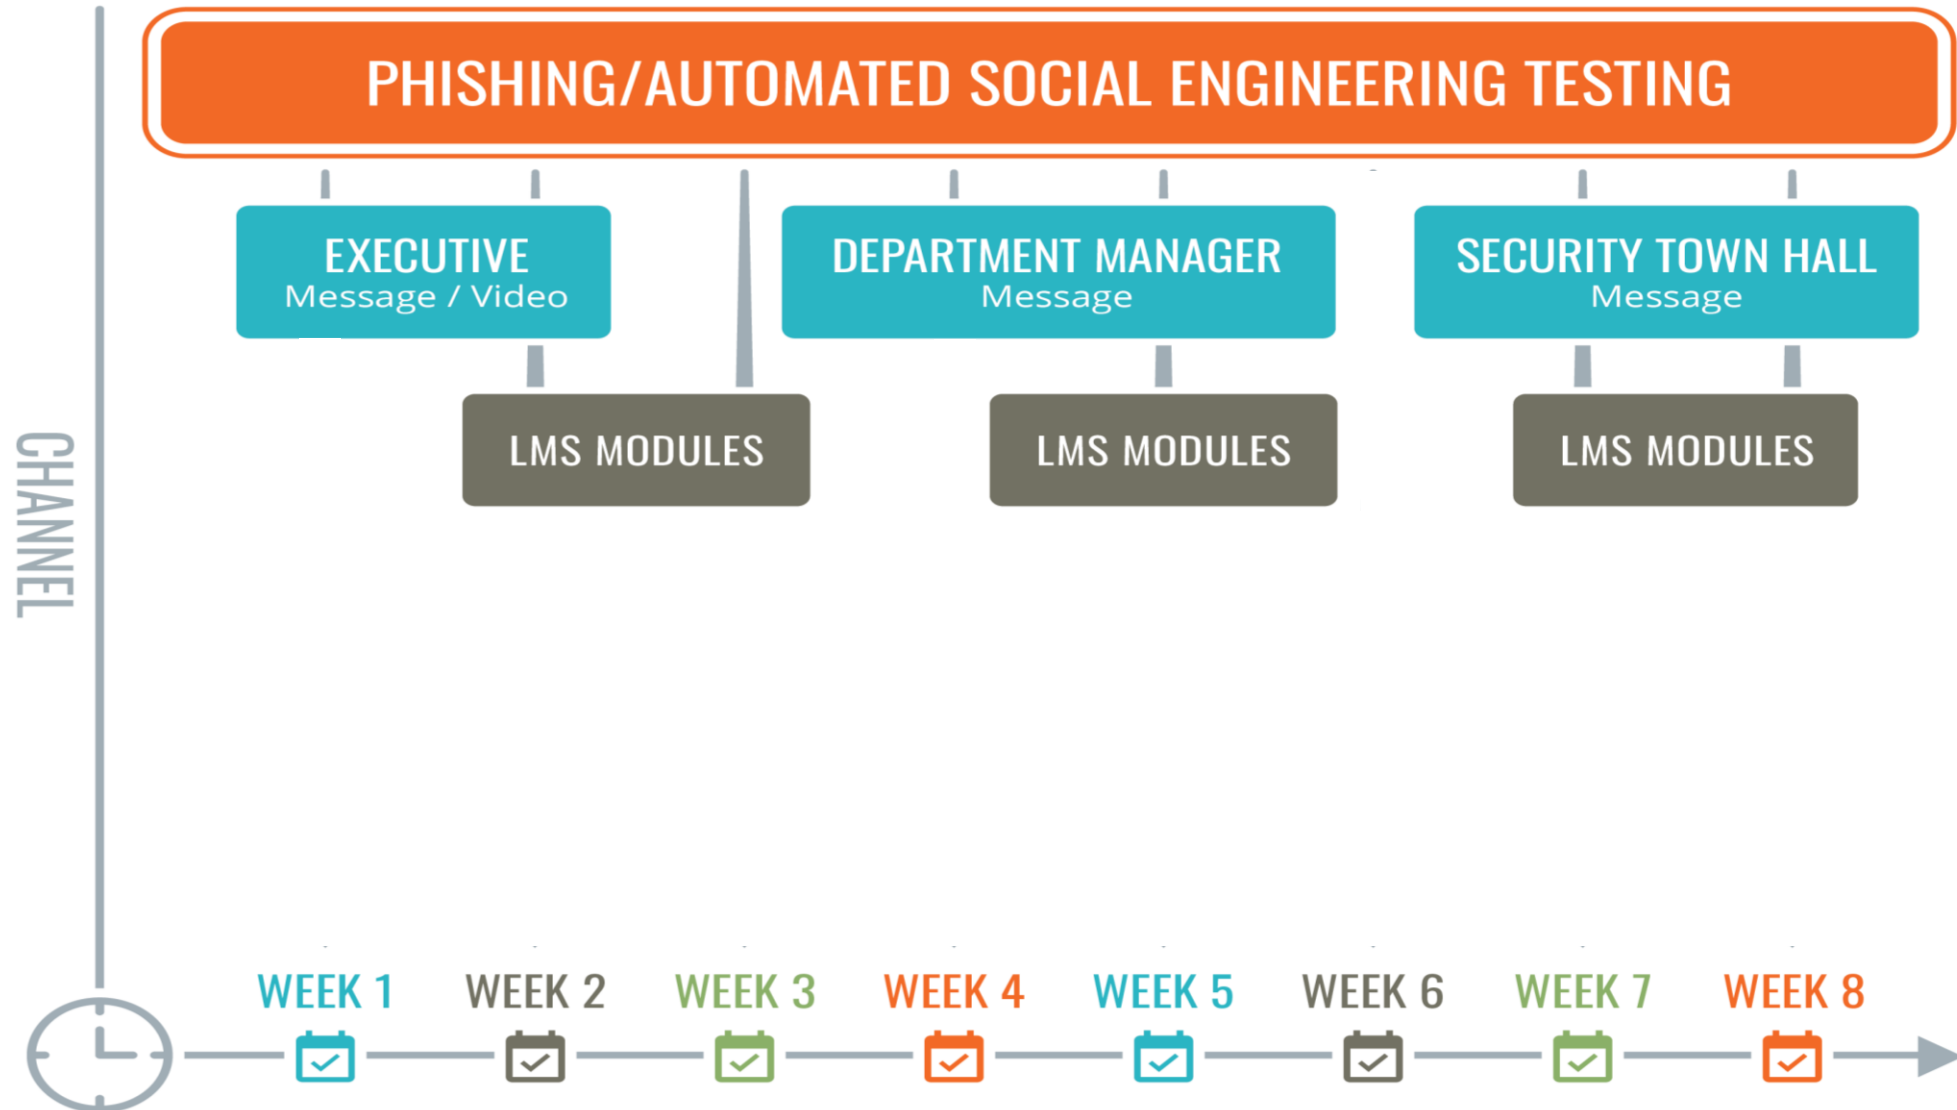 PHISHING/AUTOMATED SOCIAL ENGINEERING TESTING
EXECUTIVE
Message / Video
DEPARTMENT MANAGER
Message
SECURITY TOWN HALL
Message
LMS MODULES
LMS MODULES
LMS MODULES
CHANNEL
WEEK 1
WEEK 2
WEEK 3
WEEK 4
WEEK 5
WEEK 6
WEEK 7
WEEK 8